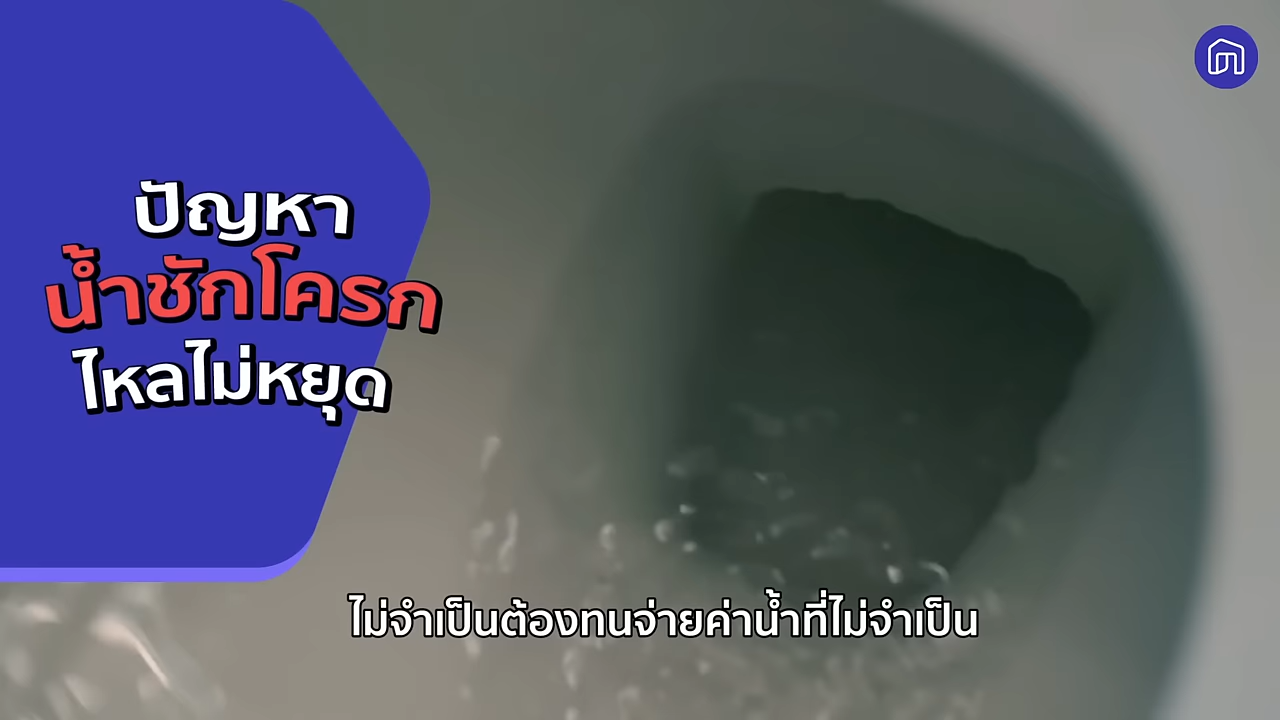 ปัญหา
น้ำชักโครก
ไหลไม่หยุด
ไม่จำเป็นต้องทนจ่ายค่าน้ำที่ไม่จำเป็น